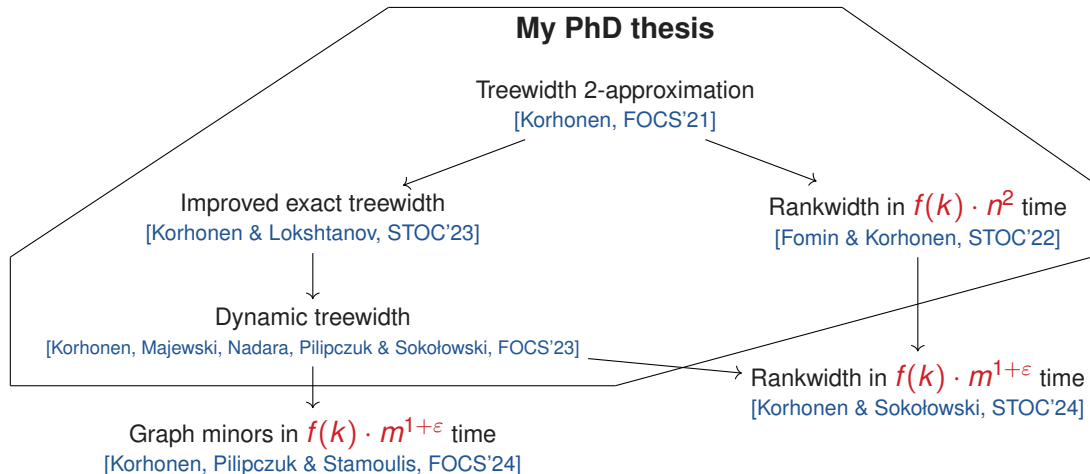 My PhD thesis
Treewidth 2-approximation
[Korhonen, FOCS'21]
Improved exact treewidth
[Korhonen & Lokshtanov, STOC'23]
Rankwidth in f(k) · n² time
[Fomin & Korhonen, STOC'22]
Dynamic treewidth
[Korhonen, Majewski, Nadara, Pilipczuk & Sokołowski, FOCS'23]
Rankwidth in f(k) · m¹⁺ᵋ time
[Korhonen & Sokołowski, STOC'24]
Graph minors in f(k) · m¹⁺ᵋ time
[Korhonen, Pilipczuk & Stamoulis, FOCS'24]